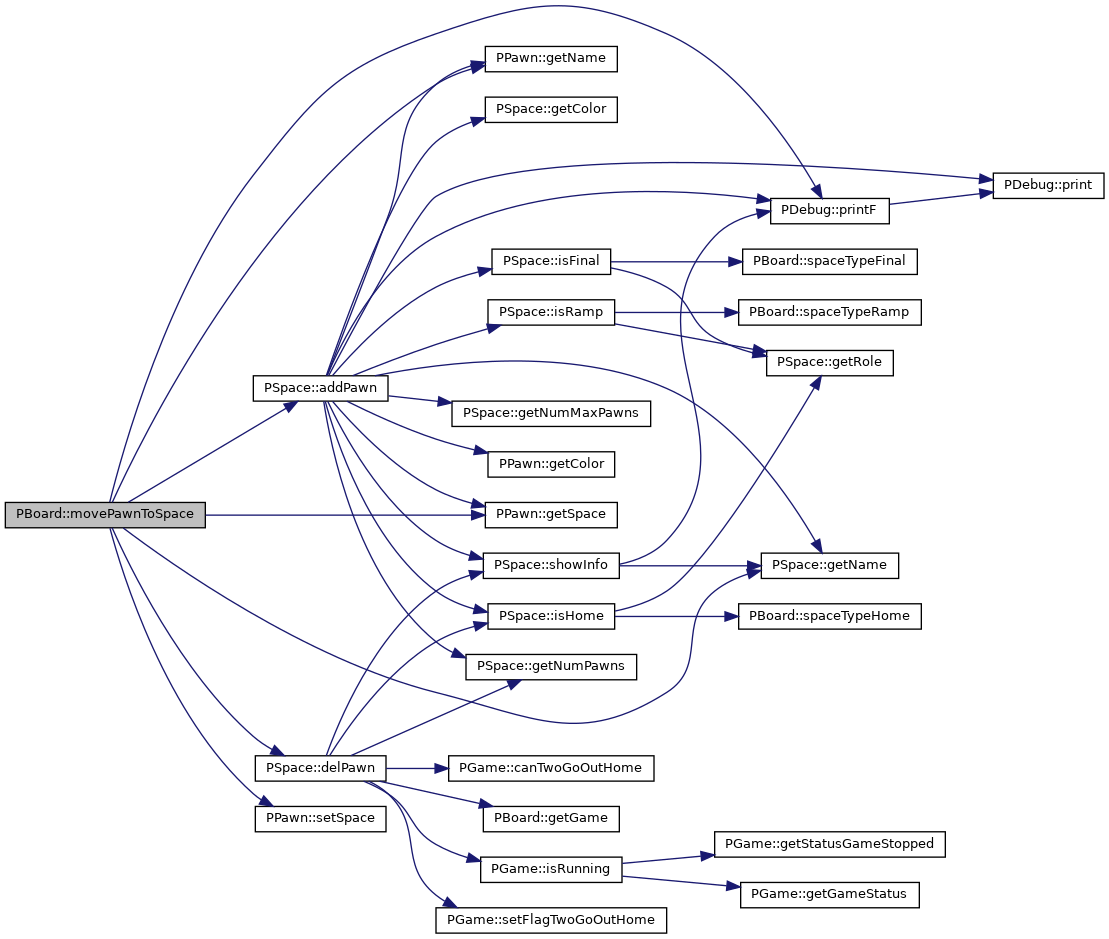 PPawn::getName
PSpace::getColor
PDebug::print
PDebug::printF
PSpace::isFinal
PBoard::spaceTypeFinal
PSpace::isRamp
PBoard::spaceTypeRamp
PSpace::getRole
PSpace::addPawn
PSpace::getNumMaxPawns
PPawn::getColor
PBoard::movePawnToSpace
PPawn::getSpace
PSpace::showInfo
PSpace::getName
PSpace::isHome
PBoard::spaceTypeHome
PSpace::getNumPawns
PSpace::delPawn
PGame::canTwoGoOutHome
PPawn::setSpace
PBoard::getGame
PGame::getStatusGameStopped
PGame::isRunning
PGame::getGameStatus
PGame::setFlagTwoGoOutHome